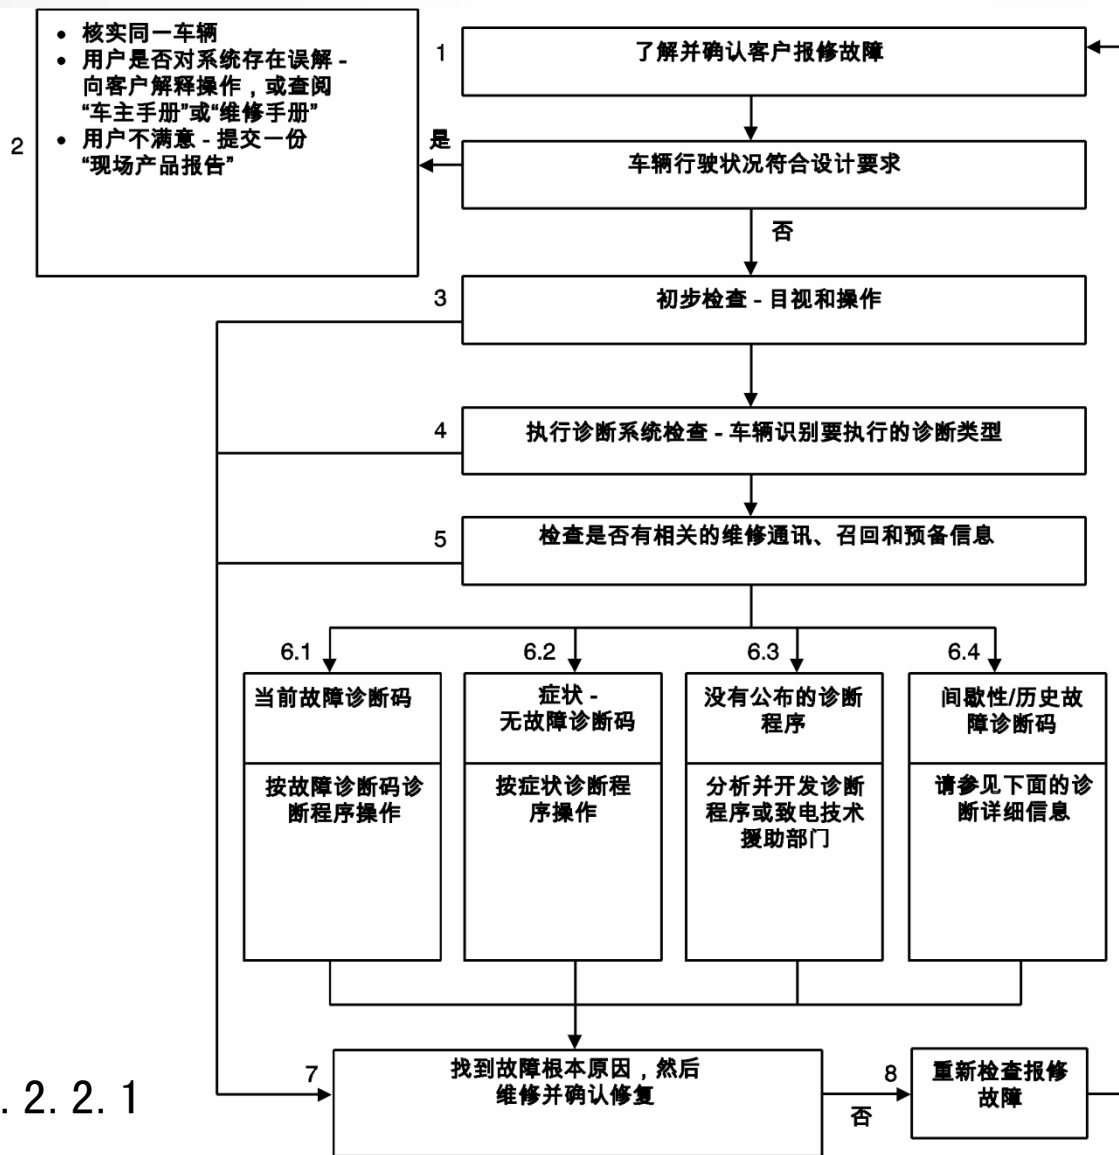 • 核实同一车辆
• 用户是否对系统存在误解 -
向客户解释操作，或查阅
“车主手册”或“维修手册”
• 用户不满意 - 提交一份
“现场产品报告”
2
1
了解并确认客户报修故障
是
车辆行驶状况符合设计要求
否
3
初步检查 - 目视和操作
4
执行诊断系统检查 - 车辆识别要执行的诊断类型
5
检查是否有相关的维修通讯、召回和预备信息
6.1
当前故障诊断码
按故障诊断码诊
断程序操作
6.2
症状 -
无故障诊断码
按症状诊断程
序操作
6.3
没有公布的诊断
程序
分析并开发诊断
程序或致电技术
援助部门
6.4
间歇性/历史故
障诊断码
请参见下面的诊
断详细信息
7
找到故障根本原因，然后
维修并确认修复
否
8
重新检查报修
故障
. 2. 2. 1